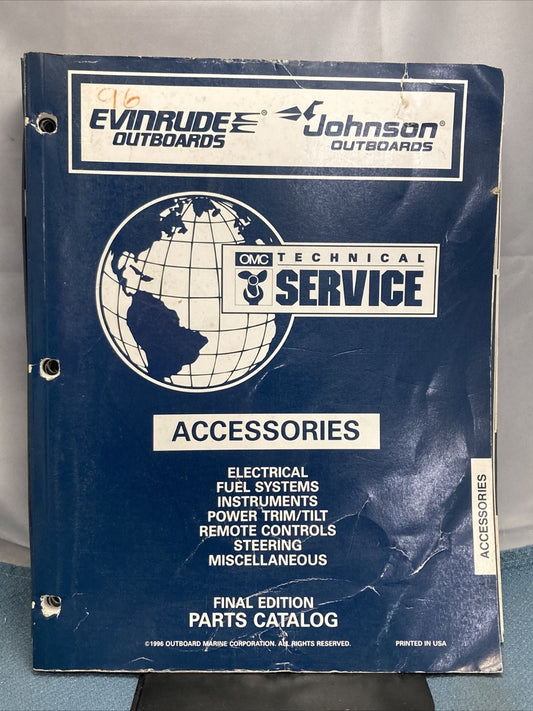 96
EVINRUDE®
OUTBOARDS
Johnson®
OUTBOARDS
OMC TECHNICAL
SERVICE
ACCESSORIES
ELECTRICAL
FUEL SYSTEMS
INSTRUMENTS
POWER TRIM/TILT
REMOTE CONTROLS
STEERING
MISCELLANEOUS
ACCESSORIES
FINAL EDITION
PARTS CATALOG
©1996 OUTBOARD MARINE CORPORATION. ALL RIGHTS RESERVED.
PRINTED IN USA